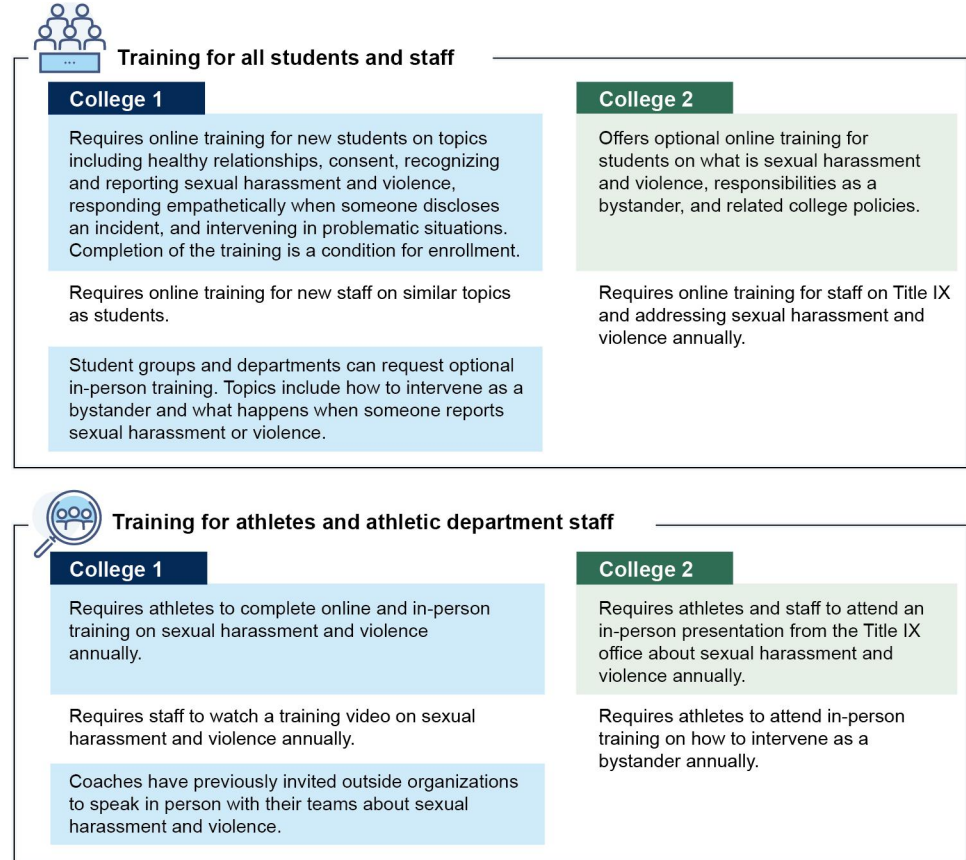 Training for all students and staff
College 1
Requires online training for new students on topics
including healthy relationships, consent, recognizing
and reporting sexual harassment and violence,
responding empathetically when someone discloses
an incident, and intervening in problematic situations.
Completion of the training is a condition for enrollment.
Requires online training for new staff on similar topics
as students.
Student groups and departments can request optional
in-person training. Topics include how to intervene as a
bystander and what happens when someone reports
sexual harassment or violence.
College 2
Offers optional online training for
students on what is sexual harassment
and violence, responsibilities as a
bystander, and related college policies.
Requires online training for staff on Title IX
and addressing sexual harassment and
violence annually.
Training for athletes and athletic department staff
College 1
Requires athletes to complete online and in-person
training on sexual harassment and violence
annually.
Requires staff to watch a training video on sexual
harassment and violence annually.
Coaches have previously invited outside organizations
to speak in person with their teams about sexual
harassment and violence.
College 2
Requires athletes and staff to attend an
in-person presentation from the Title IX
office about sexual harassment and
violence annually.
Requires athletes to attend in-person
training on how to intervene as a
bystander annually.